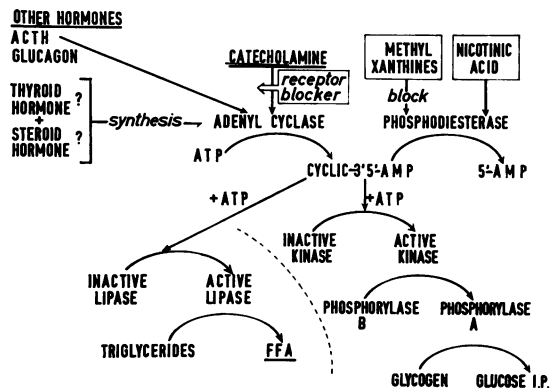 OTHER HORMONES
ACTH
GLUCAGON
THYROID
HORMONE ?
+
STEROID
HORMONE ?
synthesis
CATECHOLAMINE
receptor
blocker
ADENYL CYCLASE
METHYL
XANTHINES
NICOTINIC
ACID
block
PHOSPHODIESTERASE
ATP
CYCLIC-3'5'-AMP
5'-AMP
+ATP
+ATP
INACTIVE
KINASE
ACTIVE
KINASE
INACTIVE
LIPASE
ACTIVE
LIPASE
PHOSPHORYLASE
B
PHOSPHORYLASE
A
TRIGLYCERIDES
FFA
GLYCOGEN
GLUCOSE I.P.